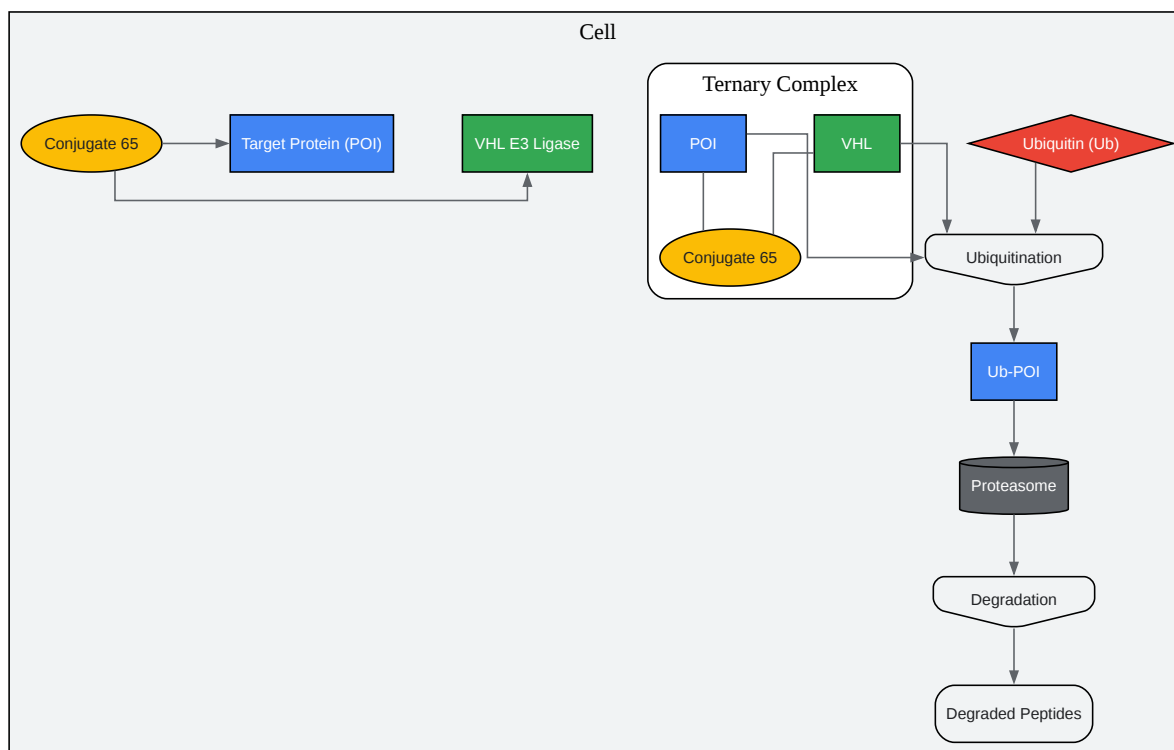 Cell
Ternary Complex
Conjugate 65
Target Protein (POI)
VHL E3 Ligase
POI
VHL
Ubiquitin (Ub)
Conjugate 65
Ubiquitination
Ub-POI
Proteasome
Degradation
Degraded Peptides